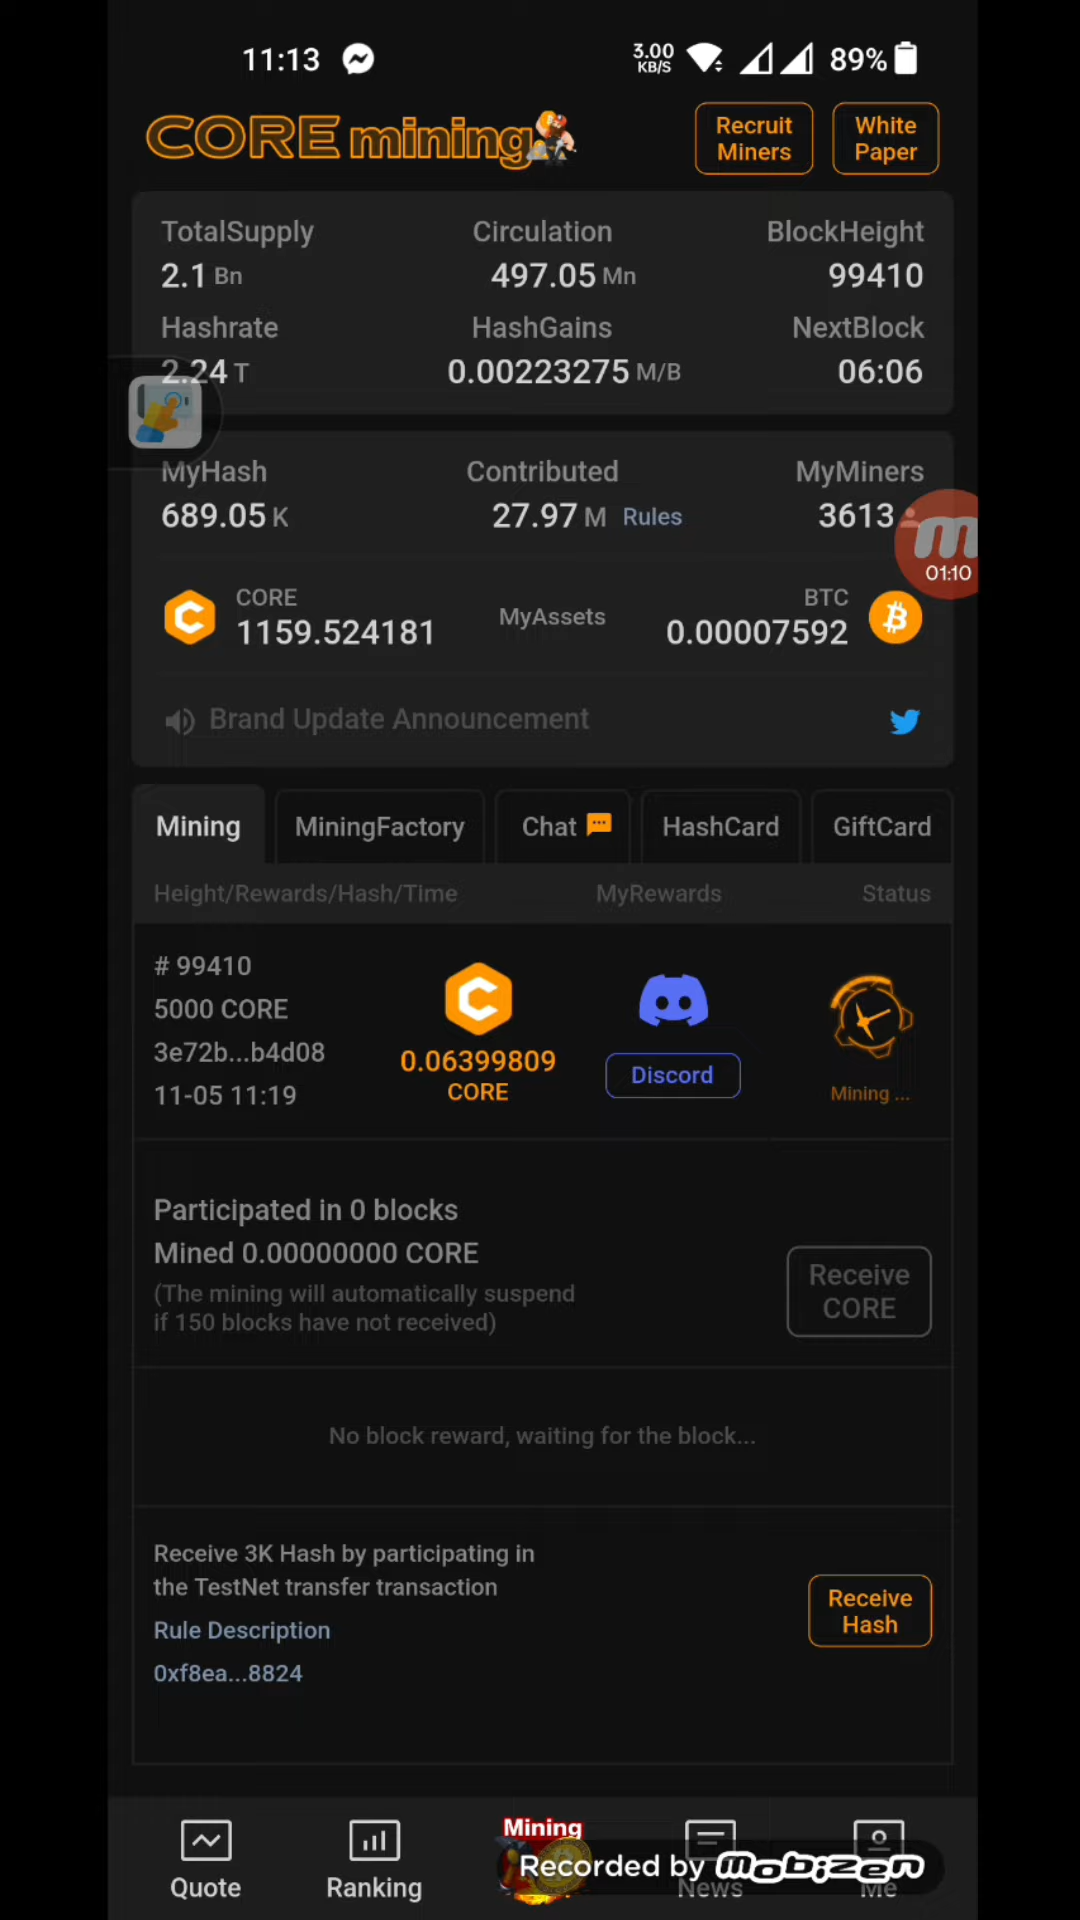 11:13
3.00 KB/S
89%
CORE mining
Recruit Miners
White Paper
TotalSupply Circulation BlockHeight
2.1 Bn 497.05 Mn 99410
Hashrate HashGains NextBlock
2.24 T 0.00223275 M/B 06:06
MyHash Contributed MyMiners
689.05 K 27.97 M Rules 3613
01:10
CORE MyAssets BTC
1159.524181 0.00007592
Brand Update Announcement
Mining MiningFactory Chat HashCard GiftCard
Height/Rewards/Hash/Time MyRewards Status
# 99410
5000 CORE
3e72b...b4d08
11-05 11:19
0.06399809
CORE
Discord
Mining ...
Participated in 0 blocks
Mined 0.00000000 CORE
(The mining will automatically suspend
if 150 blocks have not received)
Receive
CORE
No block reward, waiting for the block...
Receive 3K Hash by participating in
the TestNet transfer transaction
Rule Description
0xf8ea...8824
Receive
Hash
Mining
Recorded by mobizen
Quote Ranking News Me